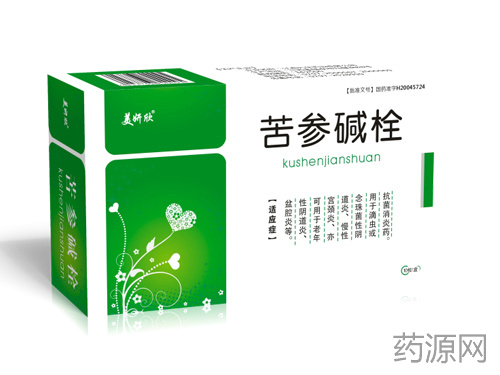 美妍欣®
苦参碱栓
kushenjianshuan
美妍欣®
【批准文号】国药准字H20045724
苦参碱栓
kushenjianshuan
【适应症】
抗菌消炎药。
用于滴虫或
念珠菌性阴
道炎、慢性
宫颈炎、亦
可用于老年
性阴道炎、
盆腔炎等。
药源网